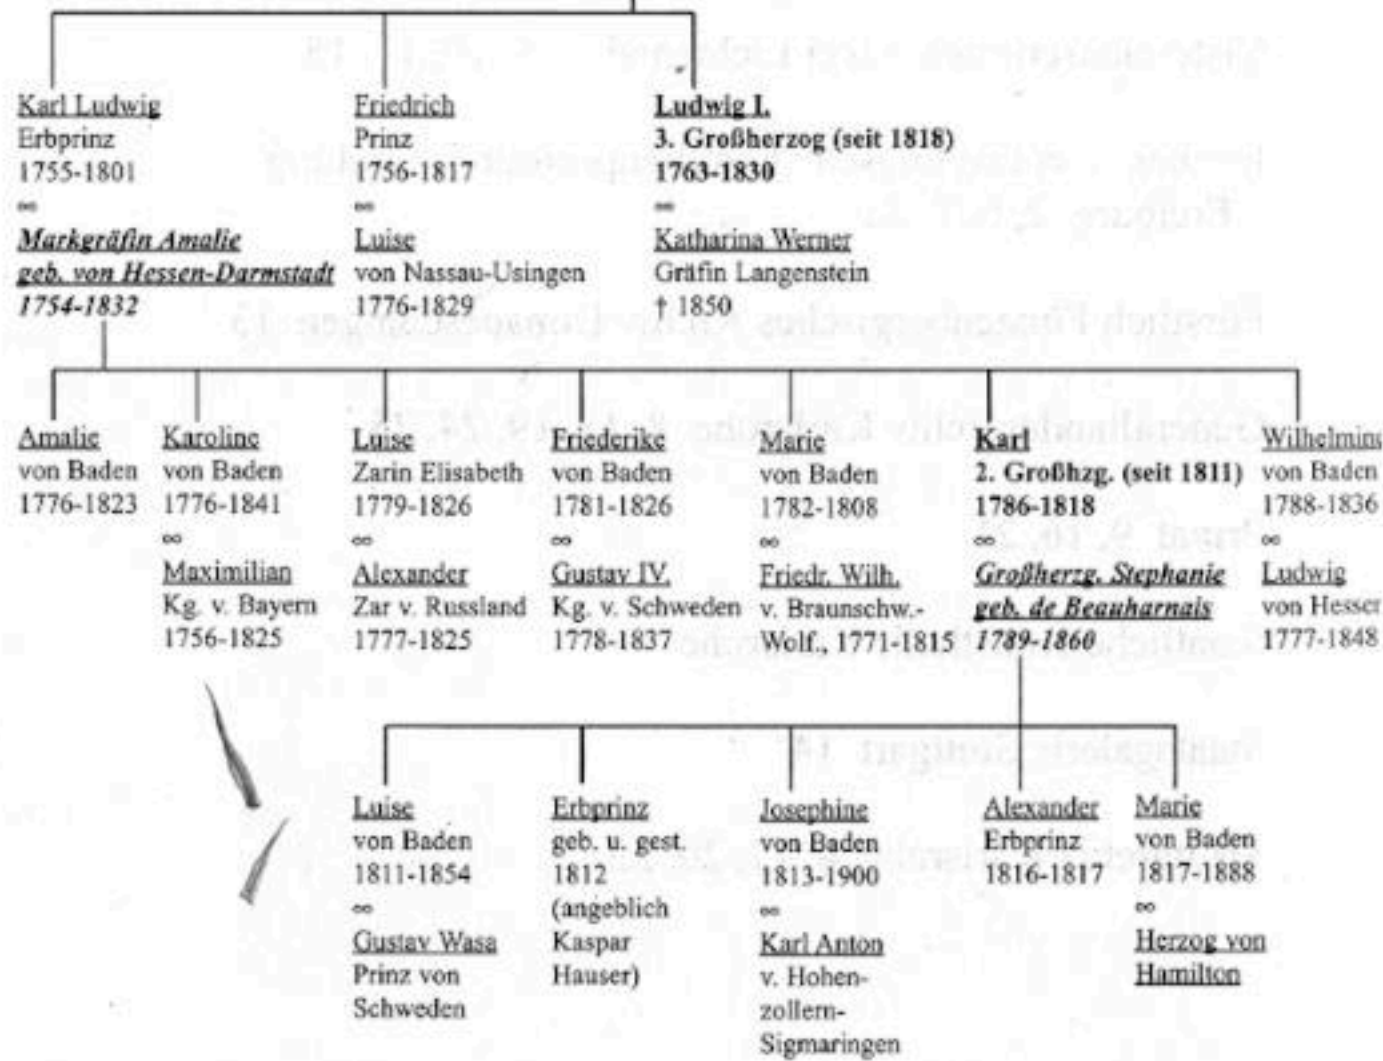 Karl Ludwig
Erbprinz
1755-1801
∞
Markgräfin Amalie
geb. von Hessen-Darmstadt
1754-1832
Friedrich
Prinz
1756-1817
∞
Luise
von Nassau-Usingen
1776-1829
Ludwig I.
3. Großherzog (seit 1818)
1763-1830
∞
Katharina Werner
Gräfin Langenstein
† 1850
Amalie
von Baden
1776-1823
Karoline
von Baden
1776-1841
∞
Maximilian
Kg. v. Bayern
1756-1825
Luise
Zarin Elisabeth
1779-1826
∞
Alexander
Zar v. Russland
1777-1825
Friederike
von Baden
1781-1826
∞
Gustav IV.
Kg. v. Schweden
1778-1837
Marie
von Baden
1782-1808
∞
Friedr. Wilh.
v. Braunschw.-
Wolf., 1771-1815
Karl
2. Großhzg. (seit 1811)
1786-1818
∞
Großherzg. Stephanie
geb. de Beauharnais
1789-1860
Wilhelmine
von Baden
1788-1836
∞
Ludwig
von Hessen
1777-1848
Luise
von Baden
1811-1854
∞
Gustav Wasa
Prinz von
Schweden
Erbprinz
geb. u. gest.
1812
(angeblich
Kaspar
Hauser)
Josephine
von Baden
1813-1900
∞
Karl Anton
v. Hohen-
zollern-
Sigmaringen
Alexander
Erbprinz
1816-1817
Marie
von Baden
1817-1888
∞
Herzog von
Hamilton